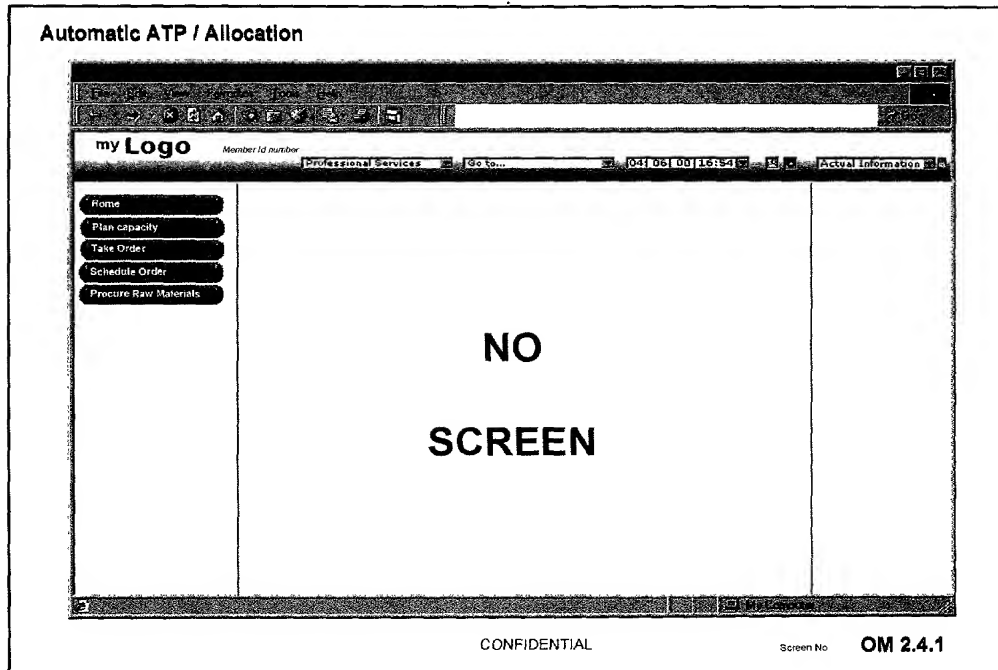 Automatic ATP / Allocation
my Logo
Member Id number
Professional Services
Go to...
04| 06| 00|16:54
Actual Information
Home
Plan capacity
Take Order
Schedule Order
Procure Raw Materials
NO
SCREEN
My Computer
CONFIDENTIAL
Screen No OM 2.4.1